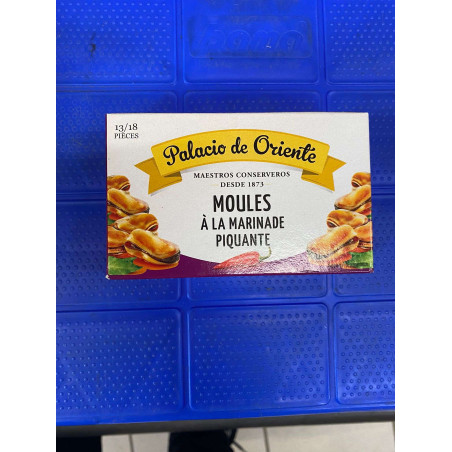 13/18
PIÈCES
Palacio de Oriente
MAESTROS CONSERVEROS
DESDE 1873
MOULES
À LA MARINADE
PIQUANTE